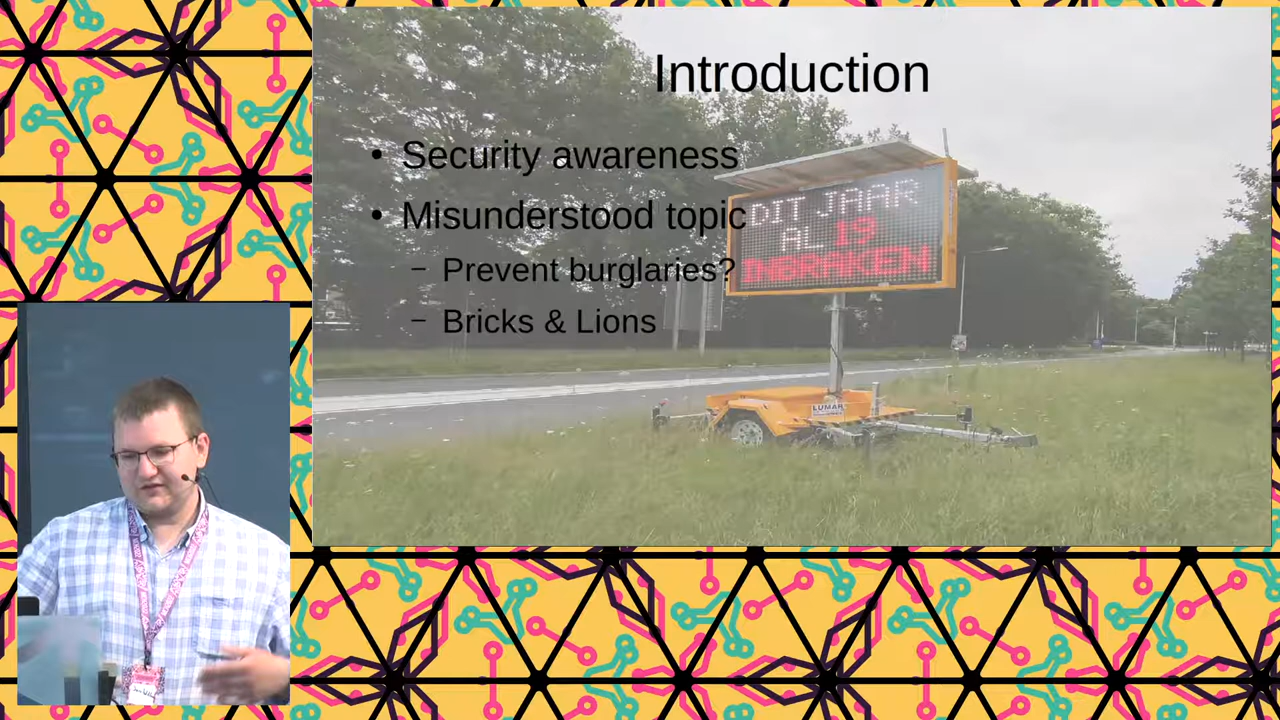 Introduction
• Security awareness
• Misunderstood topic
– Prevent burglaries?
– Bricks & Lions
DIT JAAR
AL 19
INBRAKEN
LUMAR